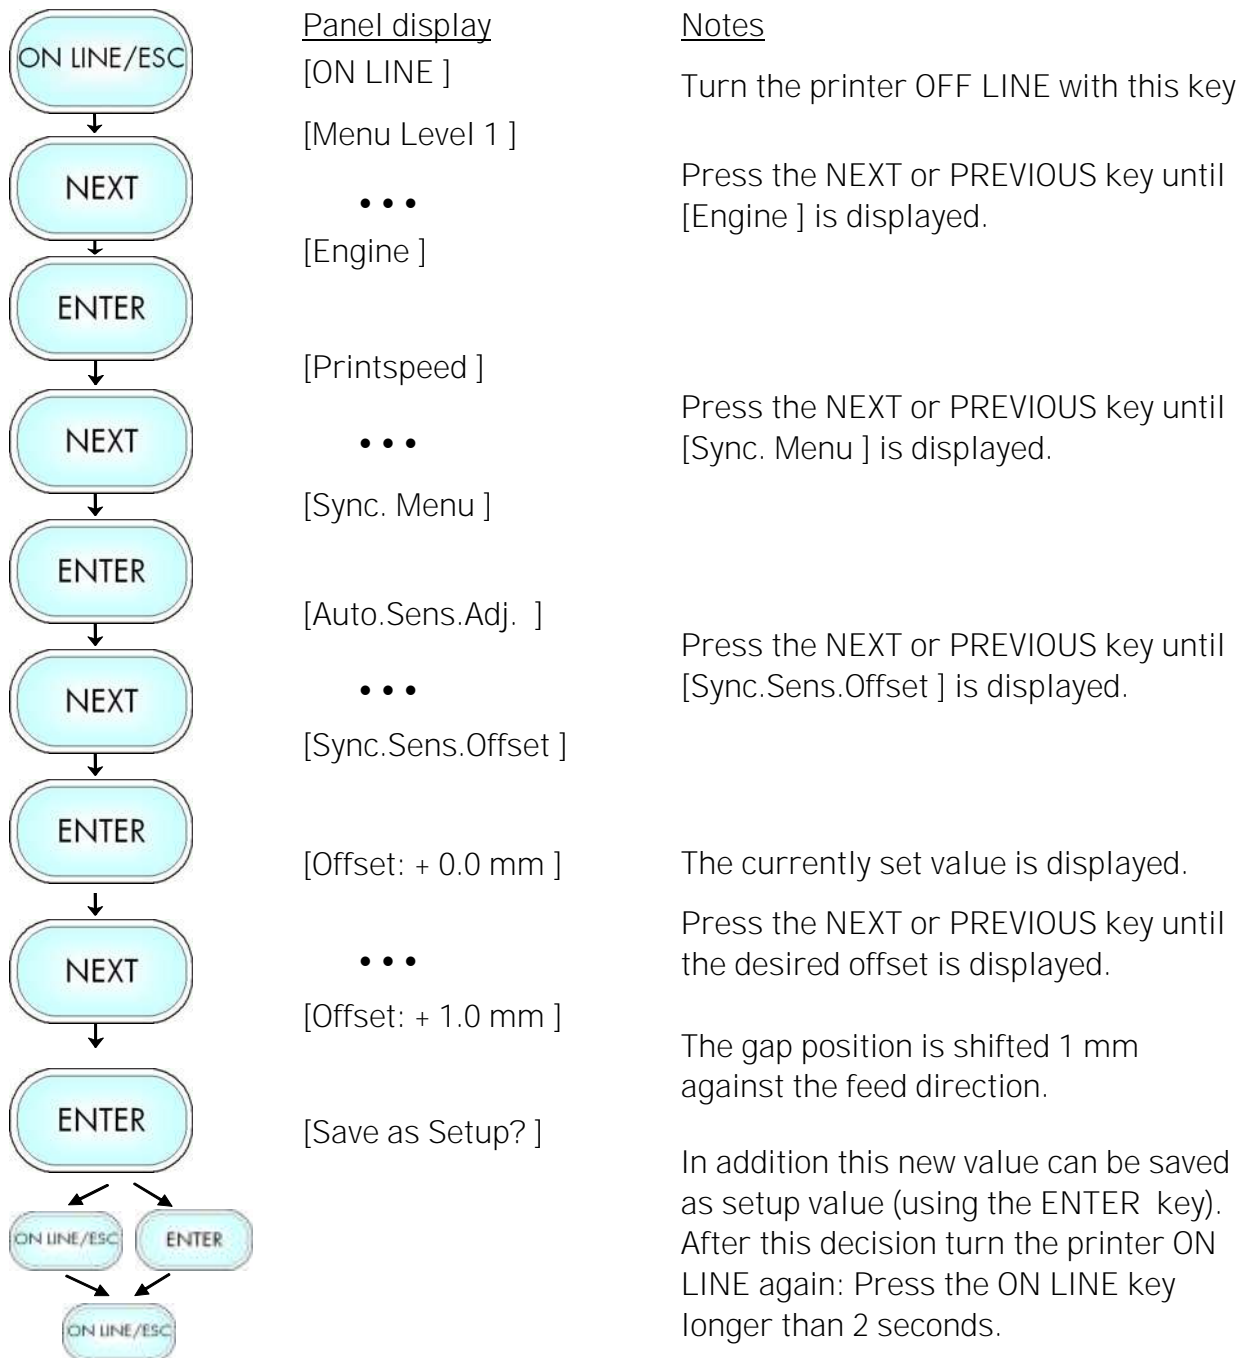 ON LINE/ESC
Panel display
Notes
[ON LINE ]
Turn the printer OFF LINE with this key
[Menu Level 1 ]
NEXT
• • •
Press the NEXT or PREVIOUS key until
[Engine ] is displayed.
[Engine ]
ENTER
[Printspeed ]
NEXT
• • •
Press the NEXT or PREVIOUS key until
[Sync. Menu ] is displayed.
[Sync. Menu ]
ENTER
[Auto.Sens.Adj.  ]
NEXT
• • •
Press the NEXT or PREVIOUS key until
[Sync.Sens.Offset ] is displayed.
[Sync.Sens.Offset ]
ENTER
[Offset: + 0.0 mm ]
The currently set value is displayed.
NEXT
• • •
Press the NEXT or PREVIOUS key until
the desired offset is displayed.
[Offset: + 1.0 mm ]
The gap position is shifted 1 mm
against the feed direction.
ENTER
[Save as Setup? ]
In addition this new value can be saved
as setup value (using the ENTER  key).
After this decision turn the printer ON
LINE again: Press the ON LINE key
longer than 2 seconds.
ON LINE/ESC
ENTER
ON LINE/ESC